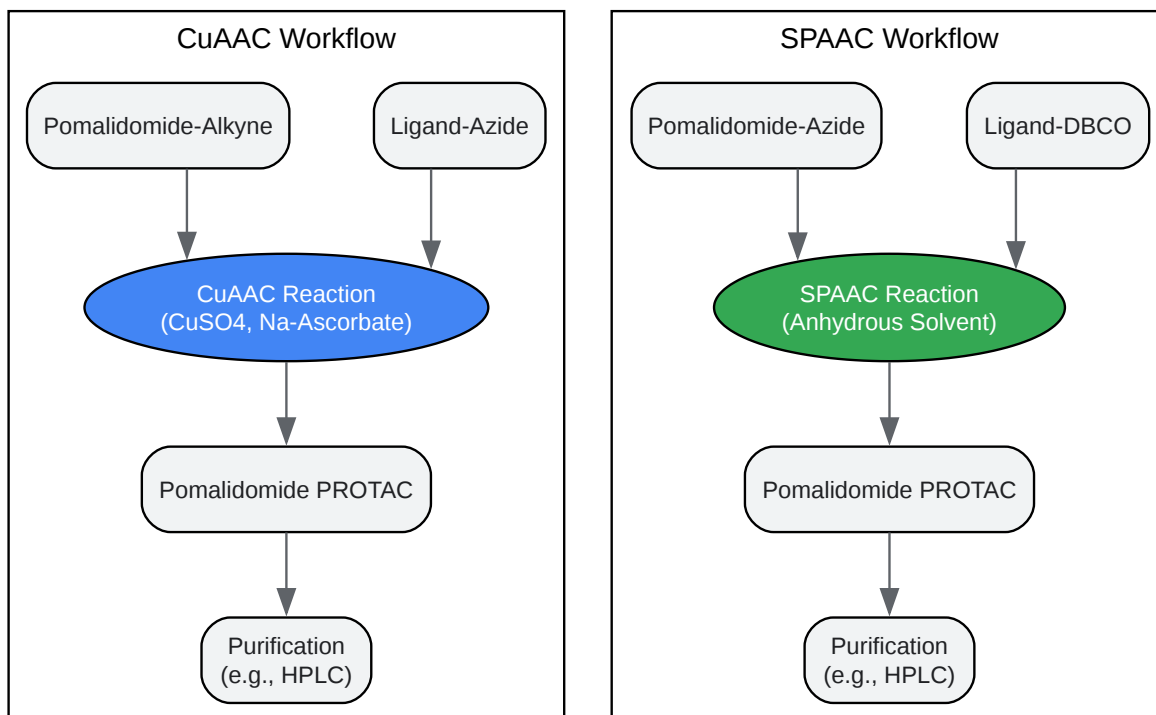 CuAAC Workflow
Pomalidomide-Alkyne
Ligand-Azide
CuAAC Reaction
(CuSO4, Na-Ascorbate)
Pomalidomide PROTAC
Purification
(e.g., HPLC)
SPAAC Workflow
Pomalidomide-Azide
Ligand-DBCO
SPAAC Reaction
(Anhydrous Solvent)
Pomalidomide PROTAC
Purification
(e.g., HPLC)